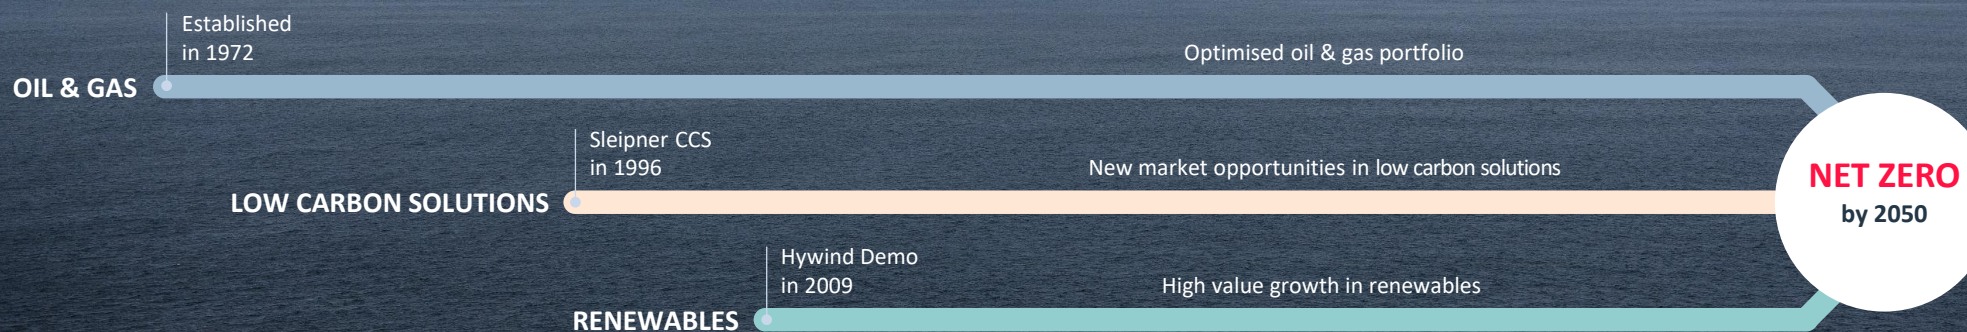 Established
in 1972
Optimised oil & gas portfolio
OIL & GAS
Sleipner CCS
in 1996
New market opportunities in low carbon solutions
LOW CARBON SOLUTIONS
NET ZERO
by 2050
Hywind Demo
in 2009
High value growth in renewables
RENEWABLES